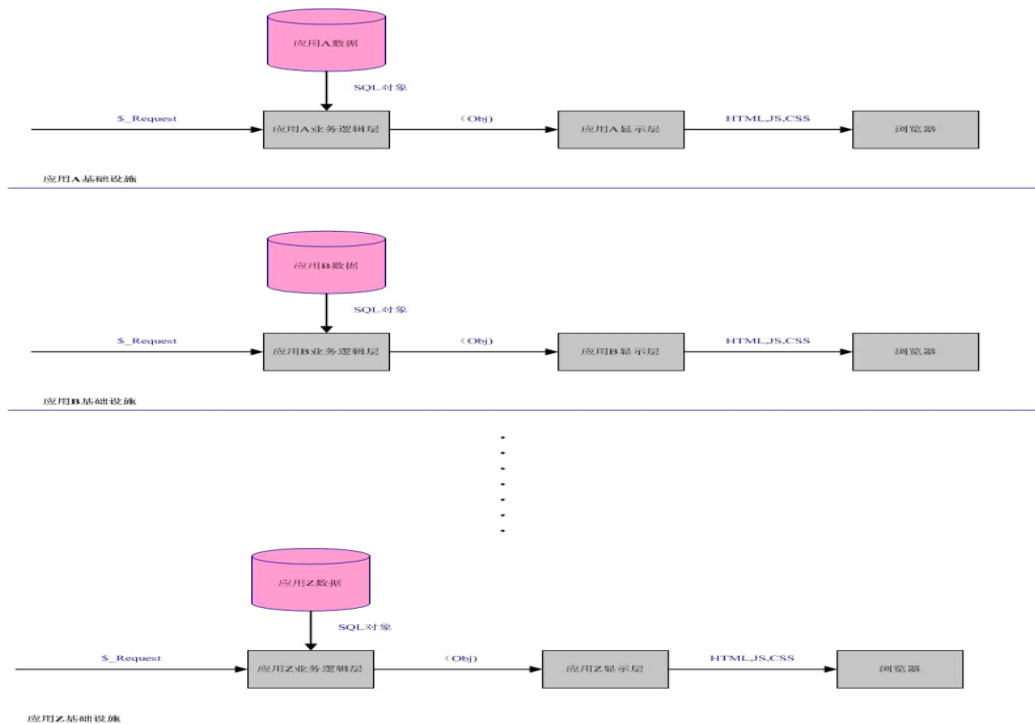 应用A数据
SQL对象
$_Request
应用A业务逻辑层
(Obj)
应用A显示层
HTML,JS,CSS
浏览器
应用A基础设施
应用B数据
SQL对象
$_Request
应用B业务逻辑层
(Obj)
应用B显示层
HTML,JS,CSS
浏览器
应用B基础设施
应用Z数据
SQL对象
$_Request
应用Z业务逻辑层
(Obj)
应用Z显示层
HTML,JS,CSS
浏览器
应用Z基础设施